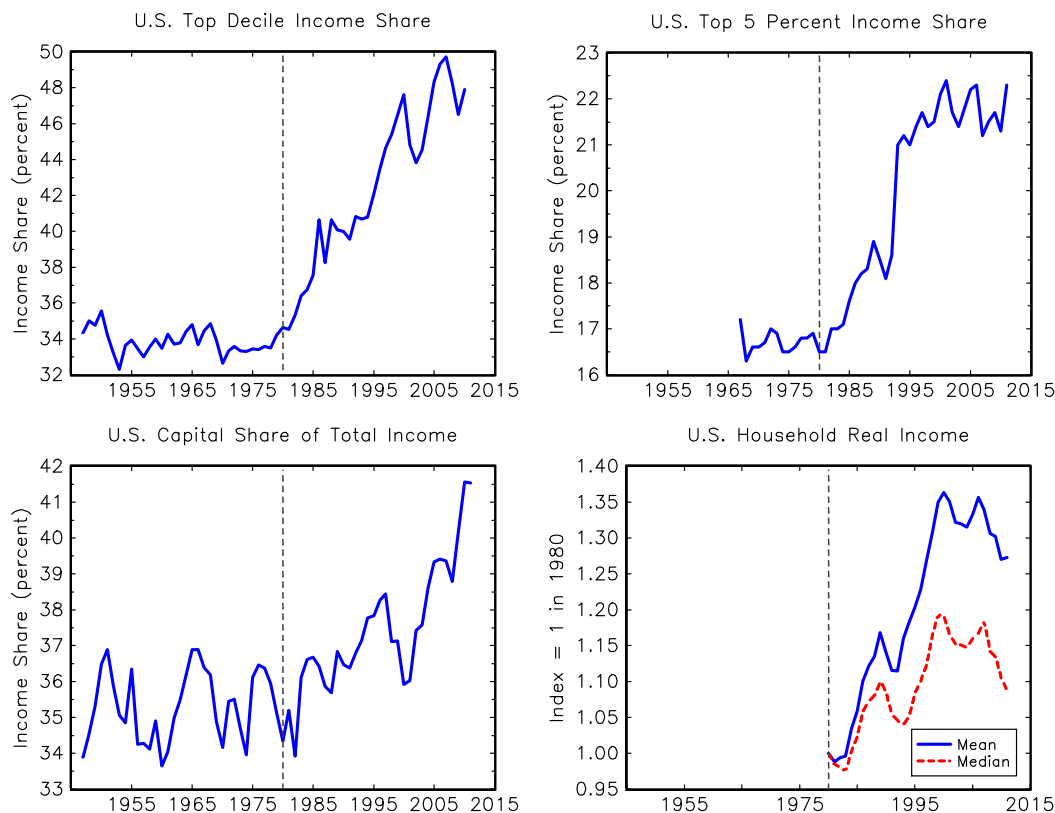 U.S. Top Decile Income Share
Income Share (percent)
50
48
46
44
42
40
38
36
34
32
1955 1965 1975 1985 1995 2005 2015
U.S. Top 5 Percent Income Share
Income Share (percent)
23
22
21
20
19
18
17
16
1955 1965 1975 1985 1995 2005 2015
U.S. Capital Share of Total Income
Income Share (percent)
42
41
40
39
38
37
36
35
34
33
1955 1965 1975 1985 1995 2005 2015
U.S. Household Real Income
Index = 1 in 1980
1.40
1.35
1.30
1.25
1.20
1.15
1.10
1.05
1.00
0.95
Mean
Median
1955 1975 1995 2015